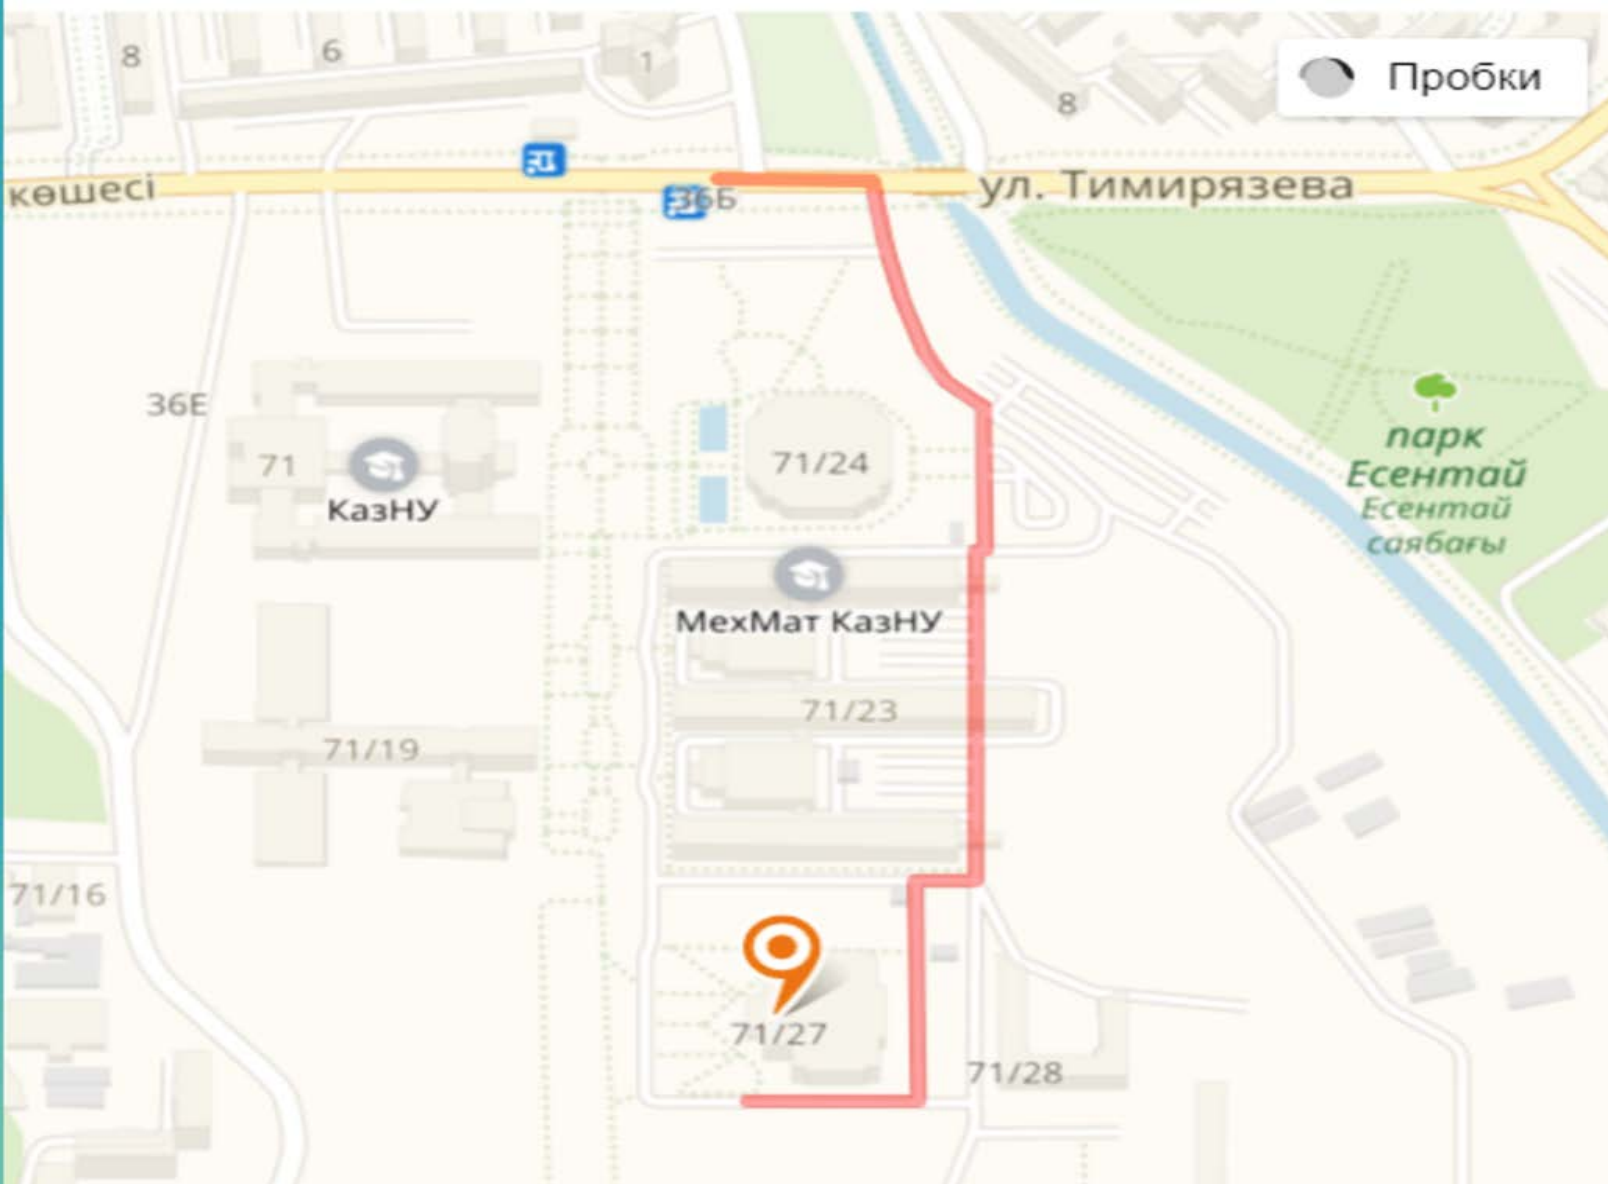 8
6
1
8
Пробки
көшесі
36Б
ул. Тимирязева
36Е
71
КазНУ
71/24
парк
Есентай
Есентай
саябағы
МехМат КазНУ
71/23
71/19
71/16
71/27
71/28